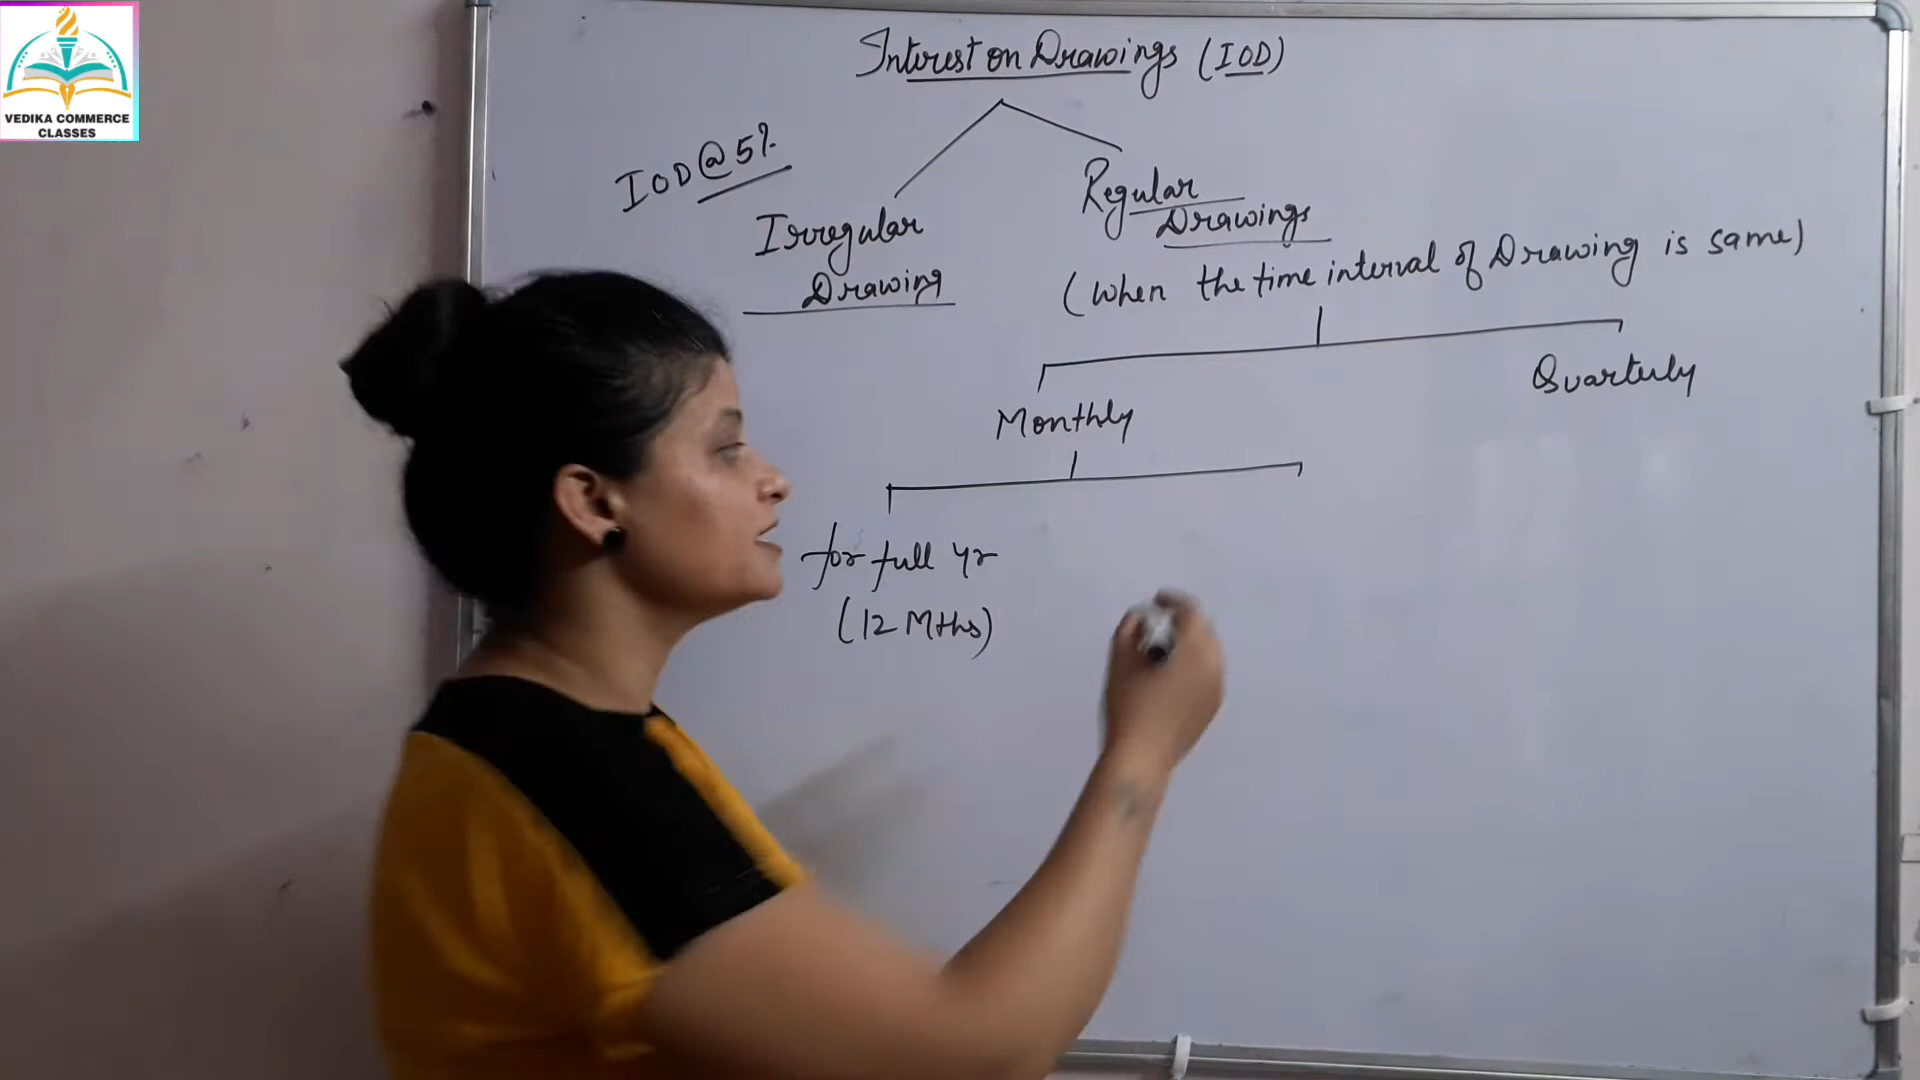 VEDIKA COMMERCE
CLASSES
Interest on Drawings (IOD)
IOD @ 5%
Irregular
Drawing
Regular
Drawings
(When the time interval of Drawing is same)
Monthly
Quarterly
for full yr
(12 Mths)